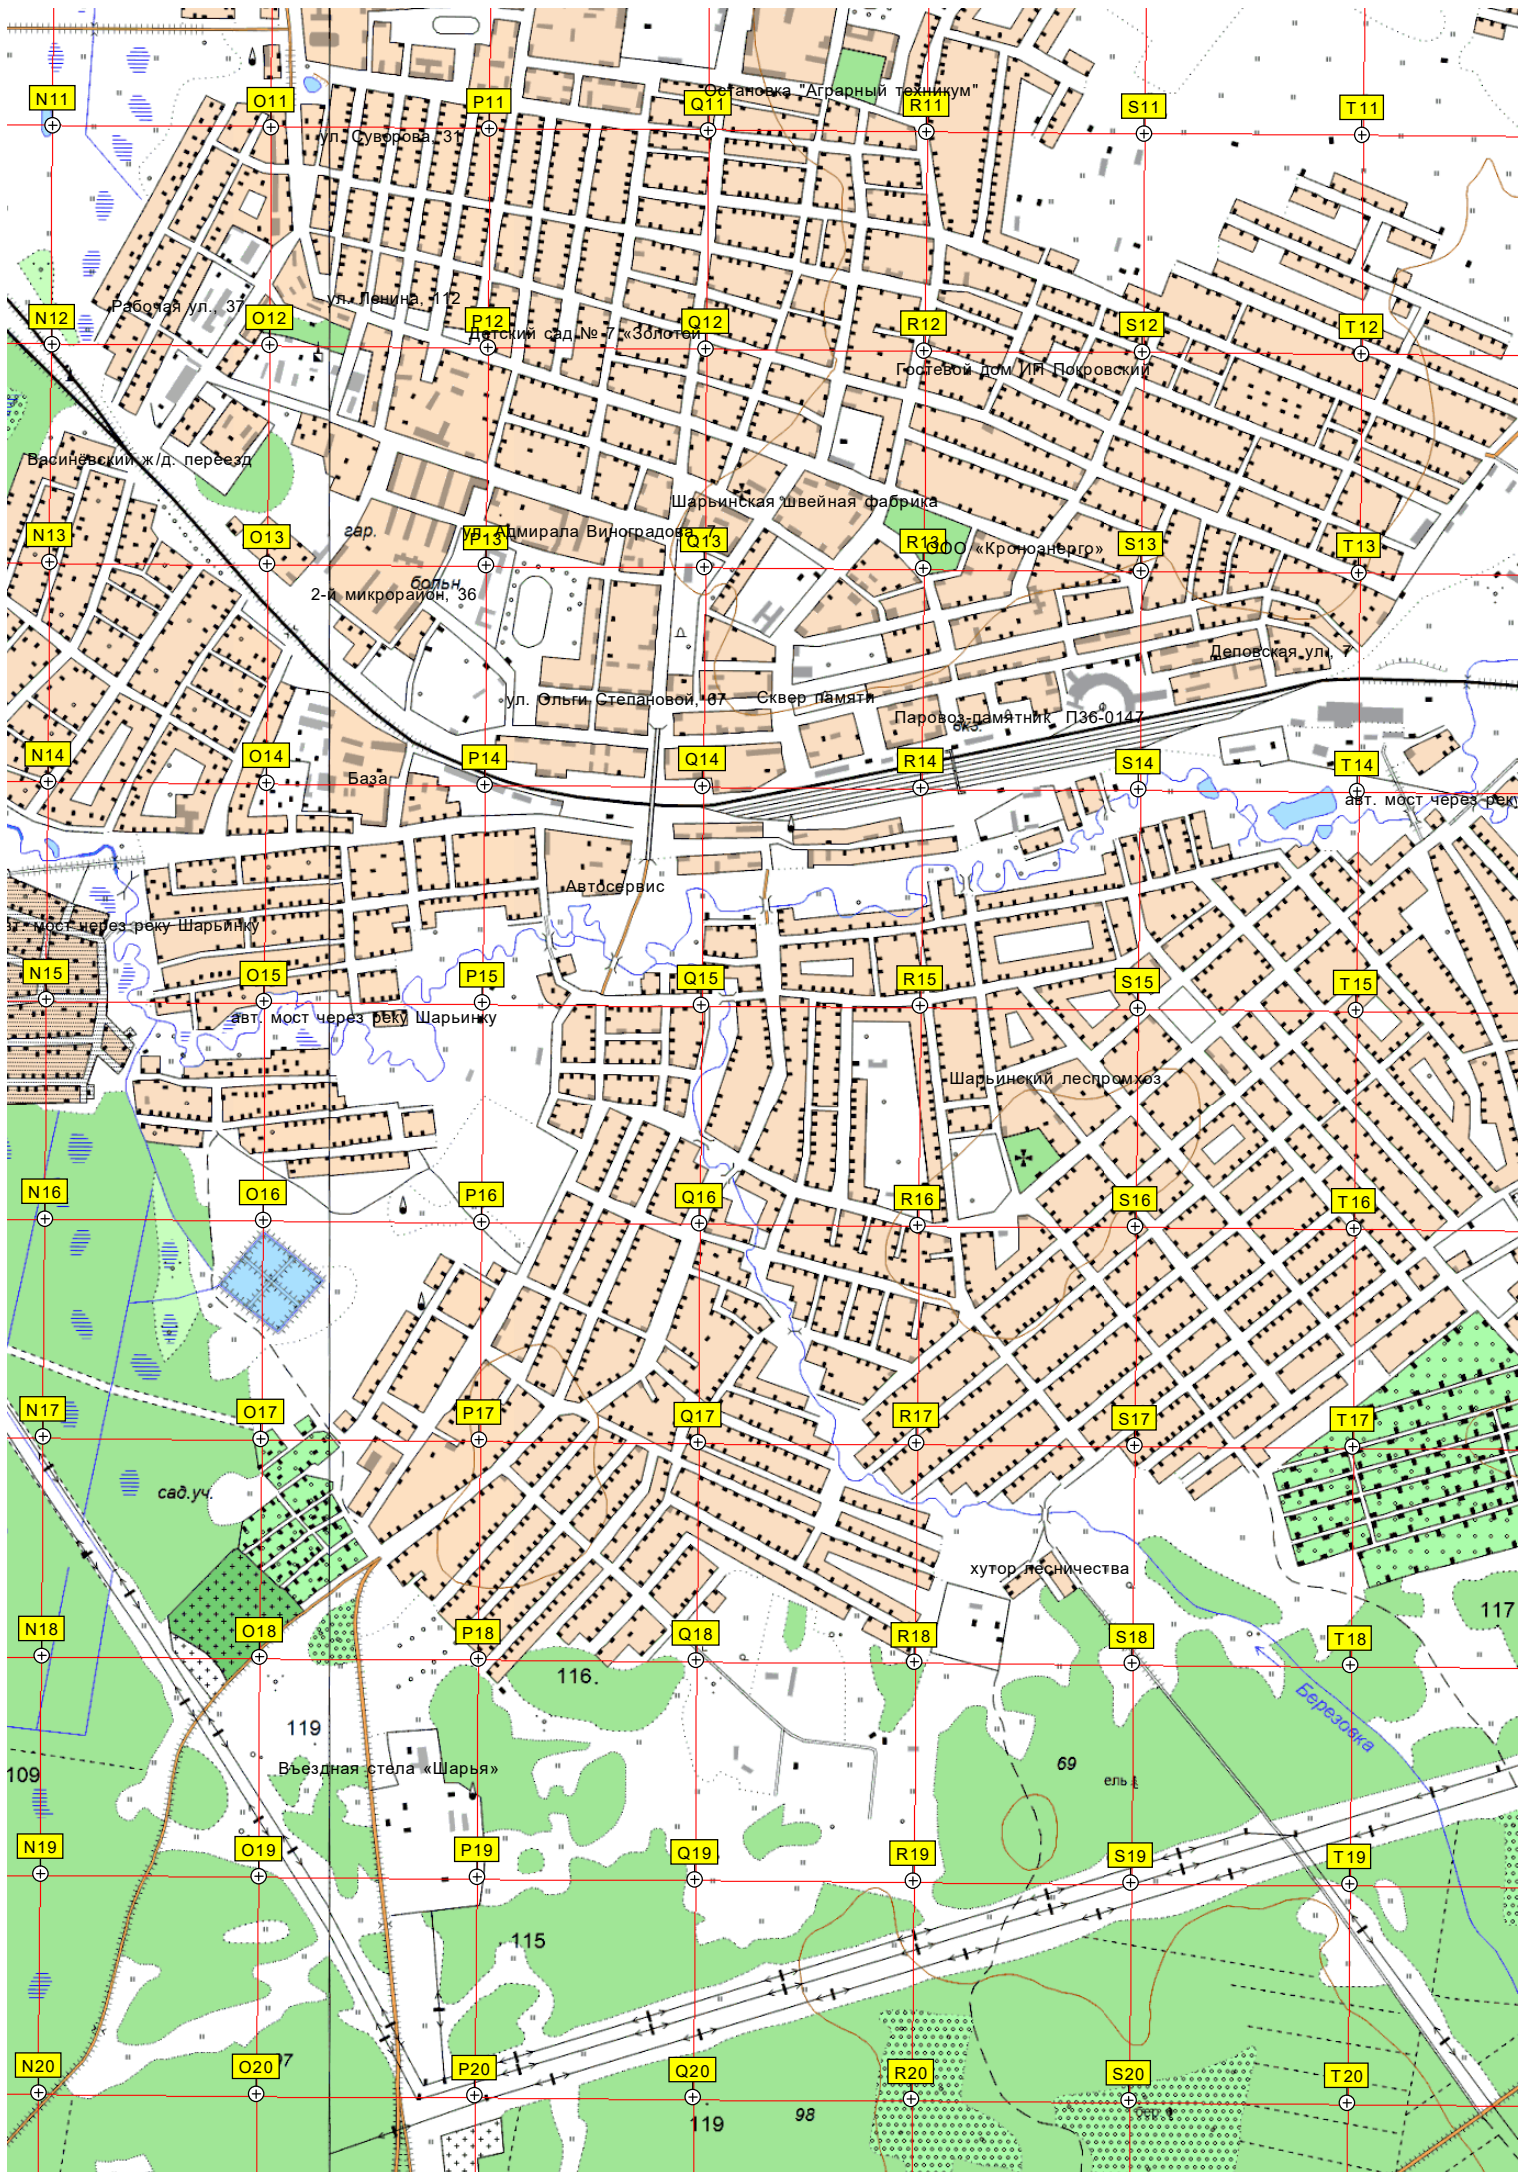 Остановка "Аграрный техникум"
N11
O11
P11
Q11
R11
S11
T11
ул. Суворова, 31
Рабочая ул., 37
ул. Ленина, 112
N12
O12
P12
Q12
R12
S12
T12
Детский сад № 7 «Золотой
Гостевой дом ИП Покровский
Васинёвский ж/д. переезд
Шарьинская швейная фабрика
гар.
ул. Адмирала Виноградова, 7
N13
O13
P13
Q13
R13
S13
T13
ООО «Кроноэнерго»
больн.
2-й микрорайон, 36
Деповская ул., 7
ул. Ольги Степановой, 67
Сквер памяти
Паровоз-памятник П36-0147
N14
O14
P14
Q14
R14
S14
T14
База
авт. мост через реку
Автосервис
авт. мост через реку Шарьинку
N15
O15
P15
Q15
R15
S15
T15
авт. мост через реку Шарьинку
Шарьинский леспромхоз
N16
O16
P16
Q16
R16
S16
T16
N17
O17
P17
Q17
R17
S17
T17
сад.уч.
хутор лесничества
117
N18
O18
P18
Q18
R18
S18
T18
116.
Березовка
119
109
Въездная стела «Шарья»
69
ель
N19
O19
P19
Q19
R19
S19
T19
115
N20
O20
P20
Q20
R20
S20
T20
98
119